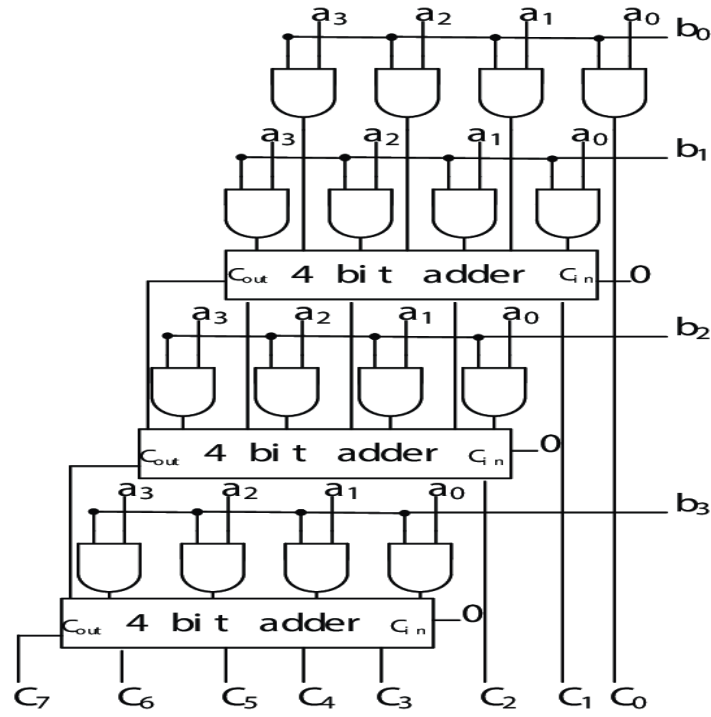 a3 a2 a1 a0
b0
a3 a2 a1 a0 b1
Cout 4 bit adder Cin 0
a3 a2 a1 a0
b2
Cout 4 bit adder Cin 0
a3 a2 a1 a0
b3
Cout 4 bit adder Cin 0
C7 C6 C5 C4 C3 C2 C1 C0